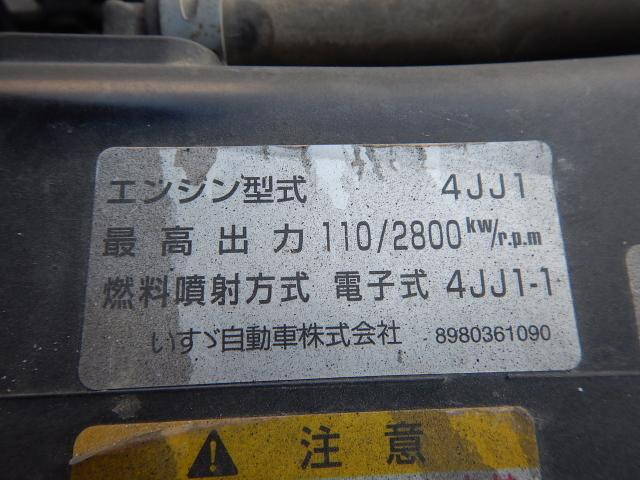 エンジン型式 4JJ1
最高出力 110/2800 kw/r.p.m
燃料噴射方式 電子式 4JJ1-1
いすゞ自動車株式会社 8980361090
注意